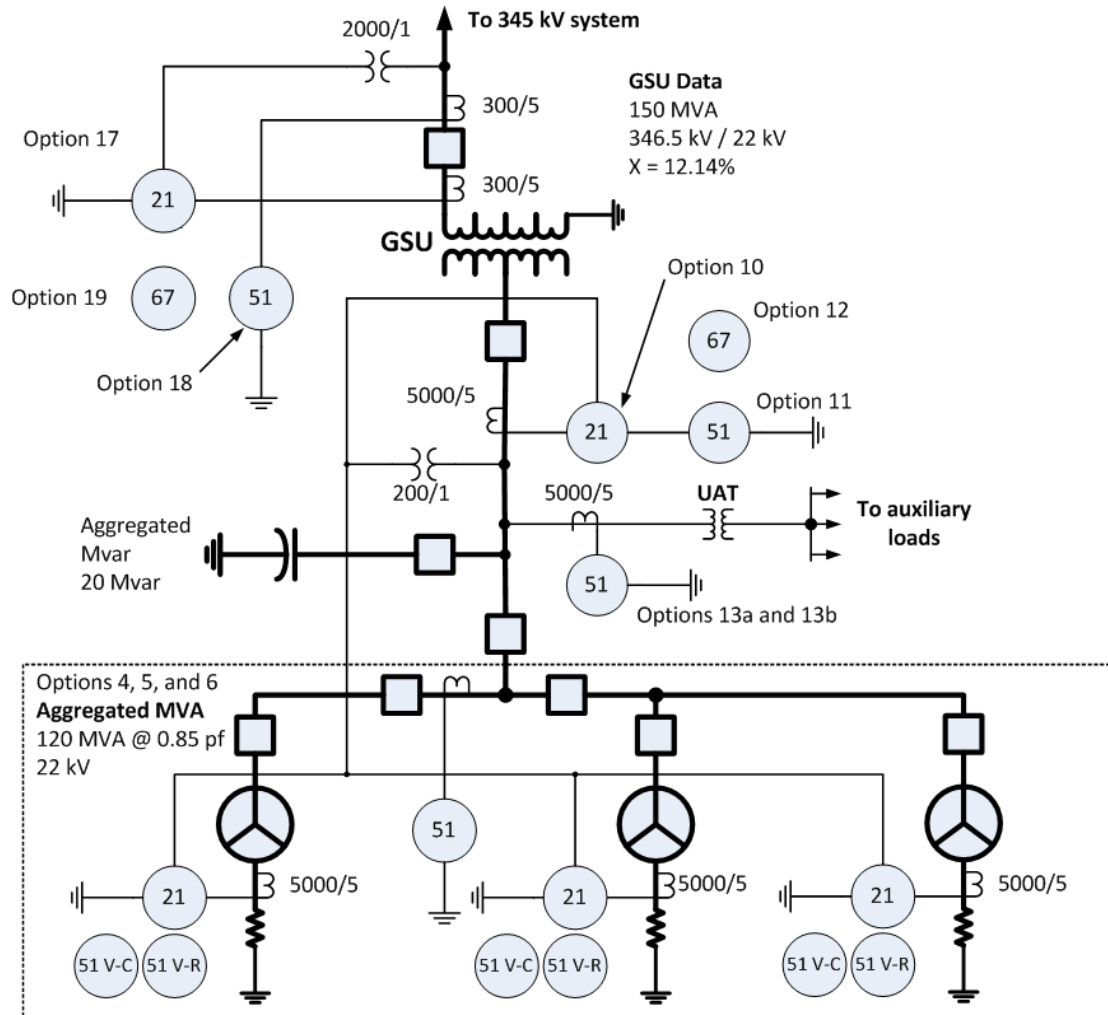 To 345 kV system
2000/1
GSU Data
150 MVA
346.5 kV / 22 kV
X = 12.14%
300/5
Option 17
21
300/5
GSU
Option 10
Option 19
67
51
Option 12
67
Option 18
5000/5
Option 11
21
51
200/1
5000/5
UAT
To auxiliary
loads
Aggregated
Mvar
20 Mvar
51
Options 13a and 13b
Options 4, 5, and 6
Aggregated MVA
120 MVA @ 0.85 pf
22 kV
51
21
5000/5
21
5000/5
21
5000/5
51 V-C
51 V-R
51 V-C
51 V-R
51 V-C
51 V-R